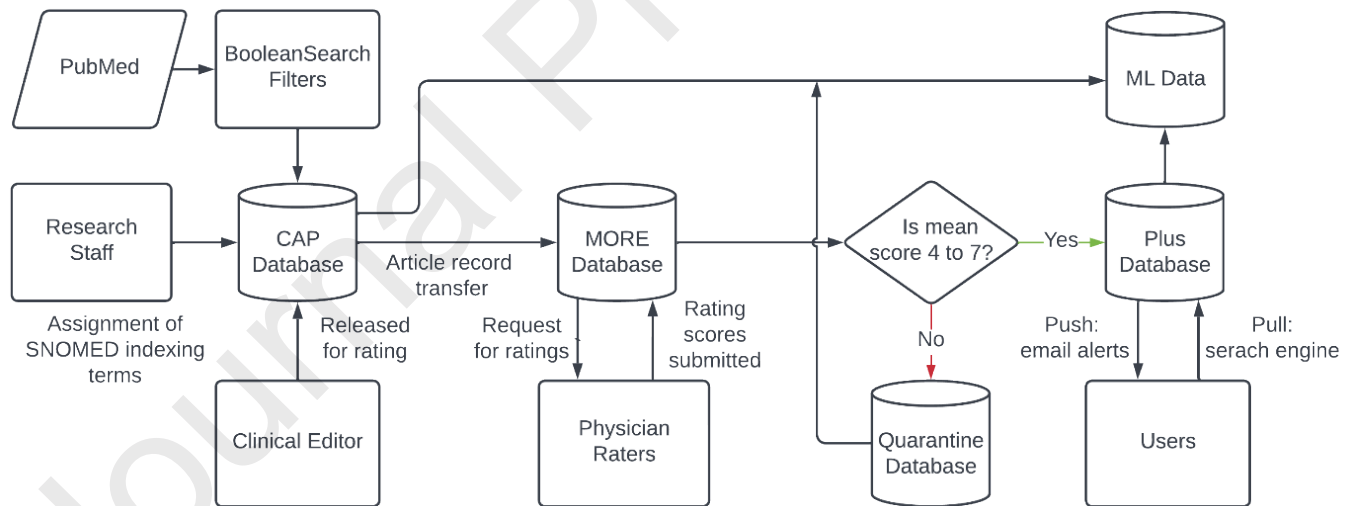 PubMed
BooleanSearch
Filters
ML Data
Research
Staff
CAP
Database
Article record
transfer
MORE
Database
Is mean
score 4 to 7?
Yes
Plus
Database
Assignment of
SNOMED indexing
terms
Released
for rating
Request
for ratings
Rating
scores
submitted
No
Push:
email alerts
Pull:
serach engine
Clinical Editor
Physician
Raters
Quarantine
Database
Users
Journal Pr